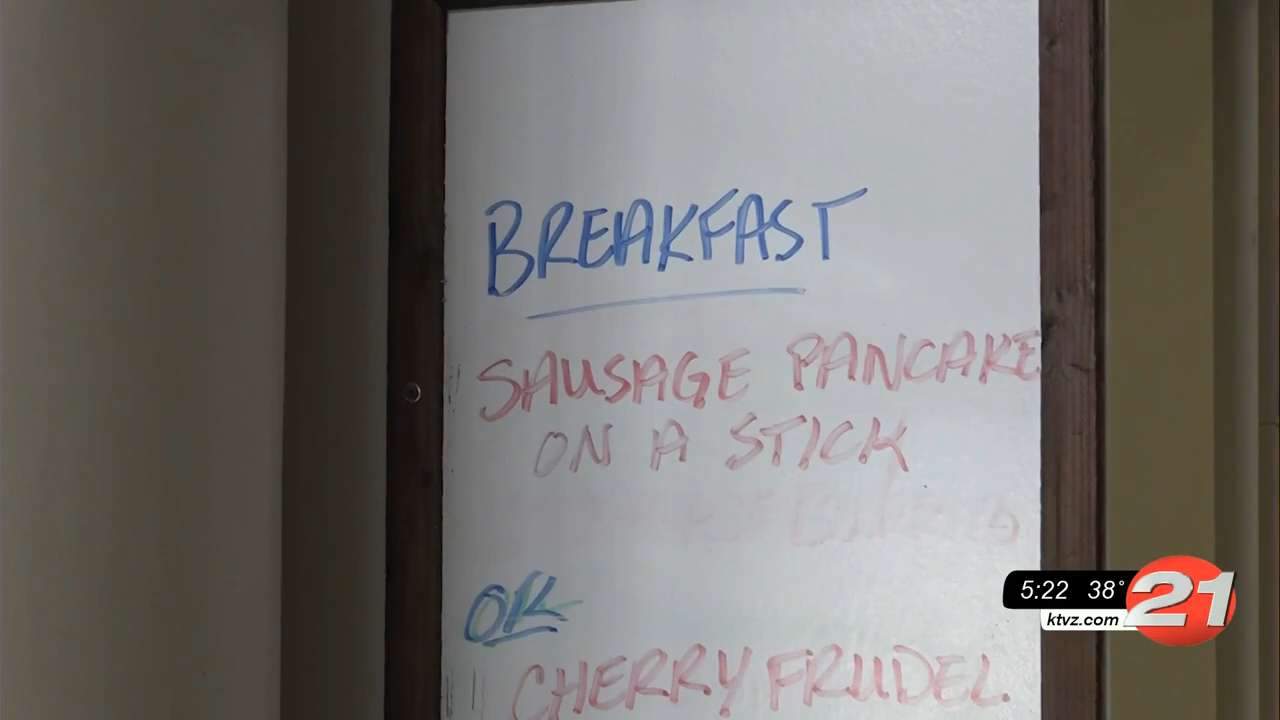 BREAKFAST
SAUSAGE PANCAKE
ON A STICK
OR
CHERRY FRUDEL
5:22 38°
21
ktvz.com